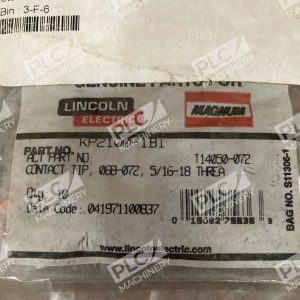 Bin : 3-F-6
GENUINE PARTS FOR
LINCOLN
ELECTRIC
MAGNUM
PART NO. KP2100-1B1
ALT PART NO: T14050-072
CONTACT TIP, 068-072, 5/16-18 THREA
Qty: 10
Date Code: 041971100837
www.lincolnelectric.com
BAG NO. S11306-1
PLC
MACHINERY